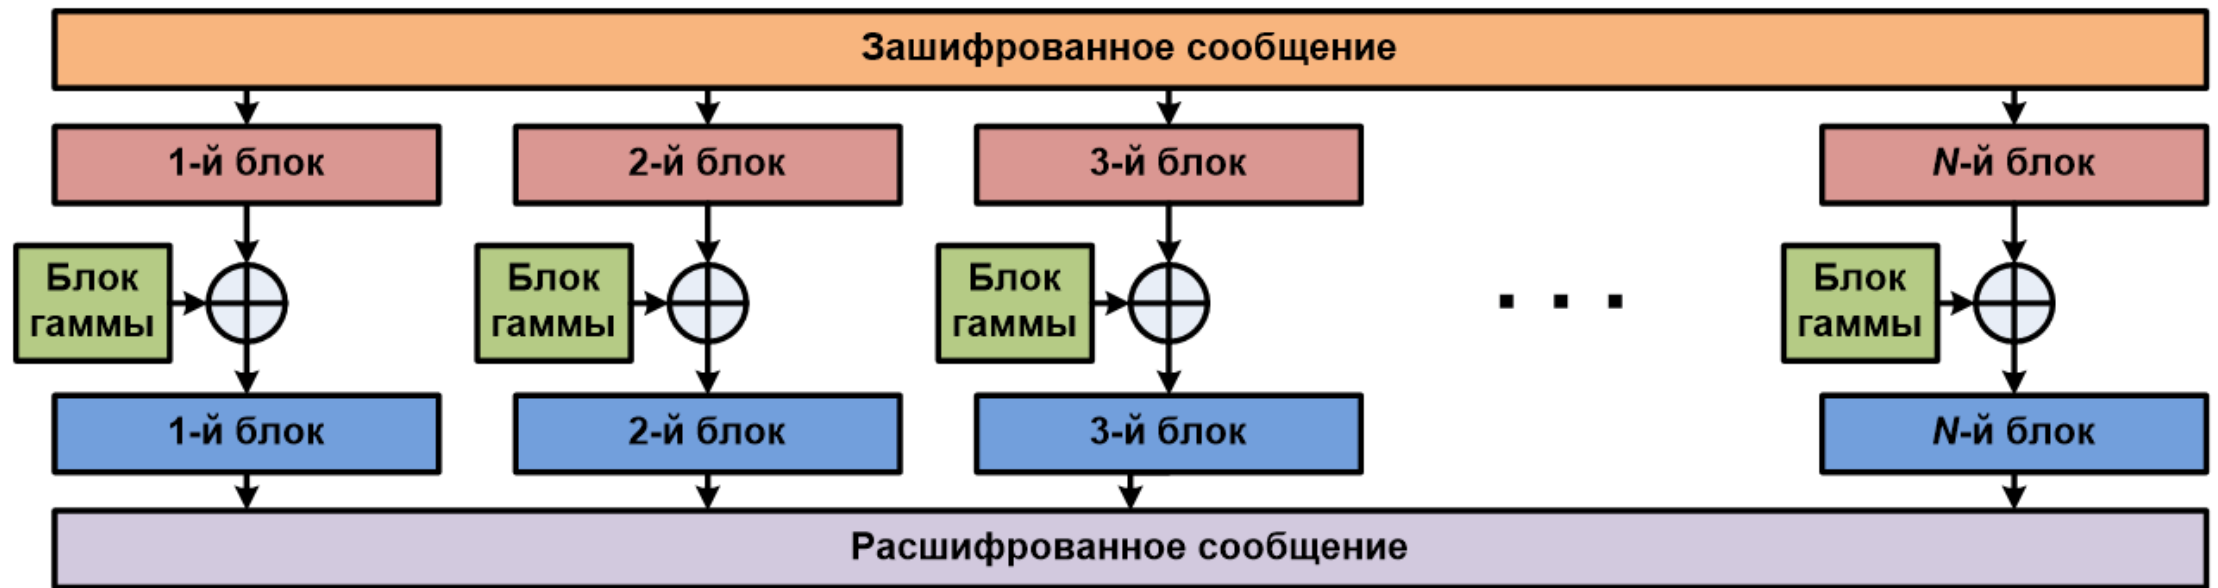 Зашифрованное сообщение
1-й блок
2-й блок
3-й блок
N-й блок
Блок
гаммы
Блок
гаммы
Блок
гаммы
. . .
Блок
гаммы
1-й блок
2-й блок
3-й блок
N-й блок
Расшифрованное сообщение